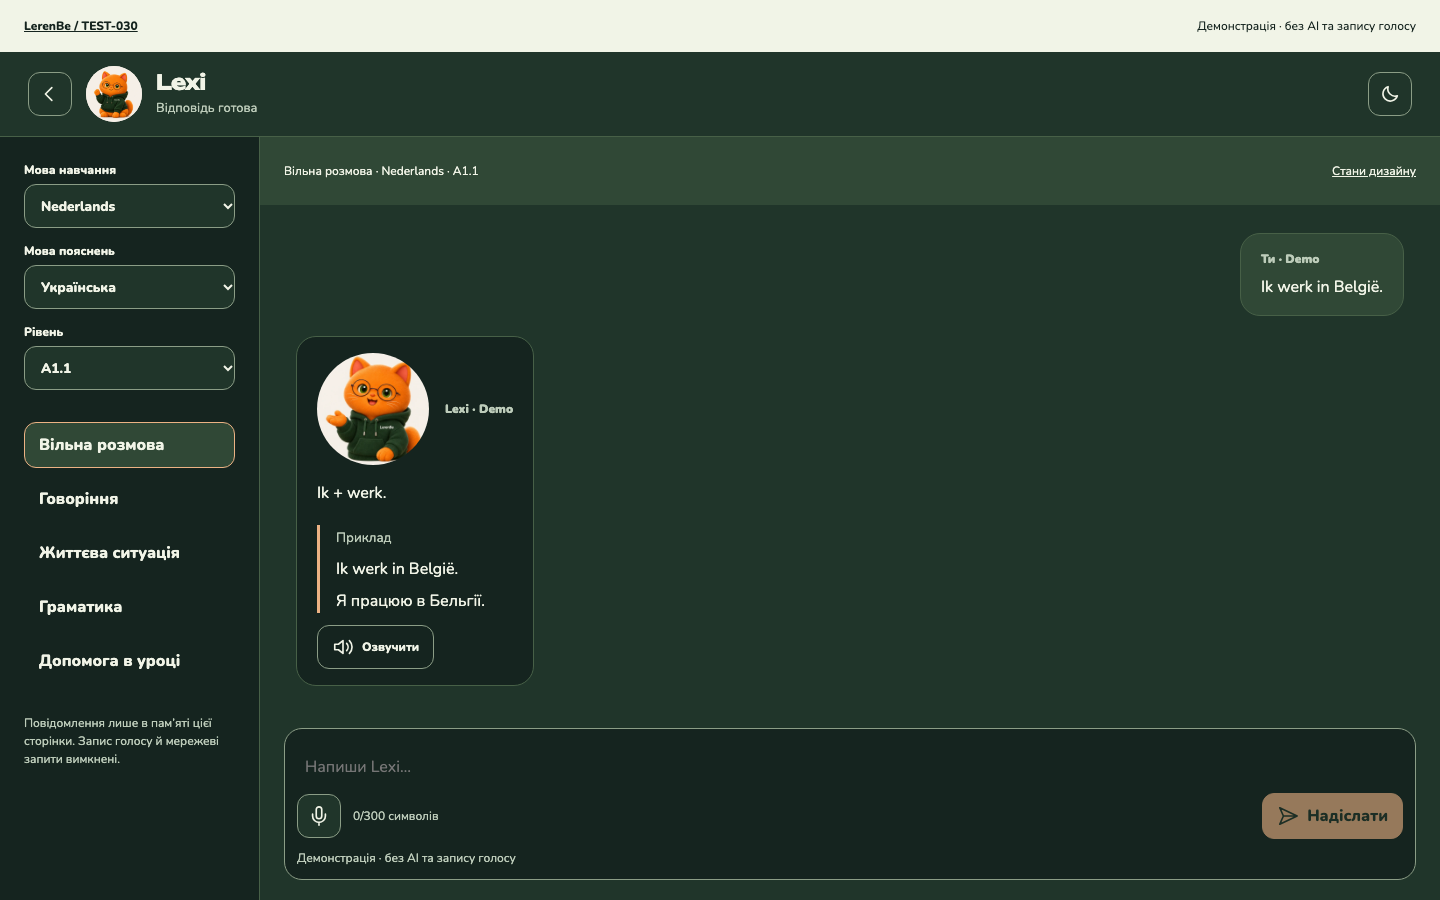 LerenBe / TEST-030
Демонстрація · без AI та запису голосу
Lexi
Відповідь готова
Мова навчання
Nederlands
Мова пояснень
Українська
Рівень
A1.1
Вільна розмова
Говоріння
Життєва ситуація
Граматика
Допомога в уроці
Повідомлення лише в пам'яті цієї
сторінки. Запис голосу й мережеві
запити вимкнені.
Вільна розмова · Nederlands · A1.1
Стани дизайну
Ти · Demo
Ik werk in België.
LerenBe
Lexi · Demo
Ik + werk.
Приклад
Ik werk in België.
Я працюю в Бельгії.
Озвучити
Напиши Lexi...
0/300 символів
Надіслати
Демонстрація · без AI та запису голосу